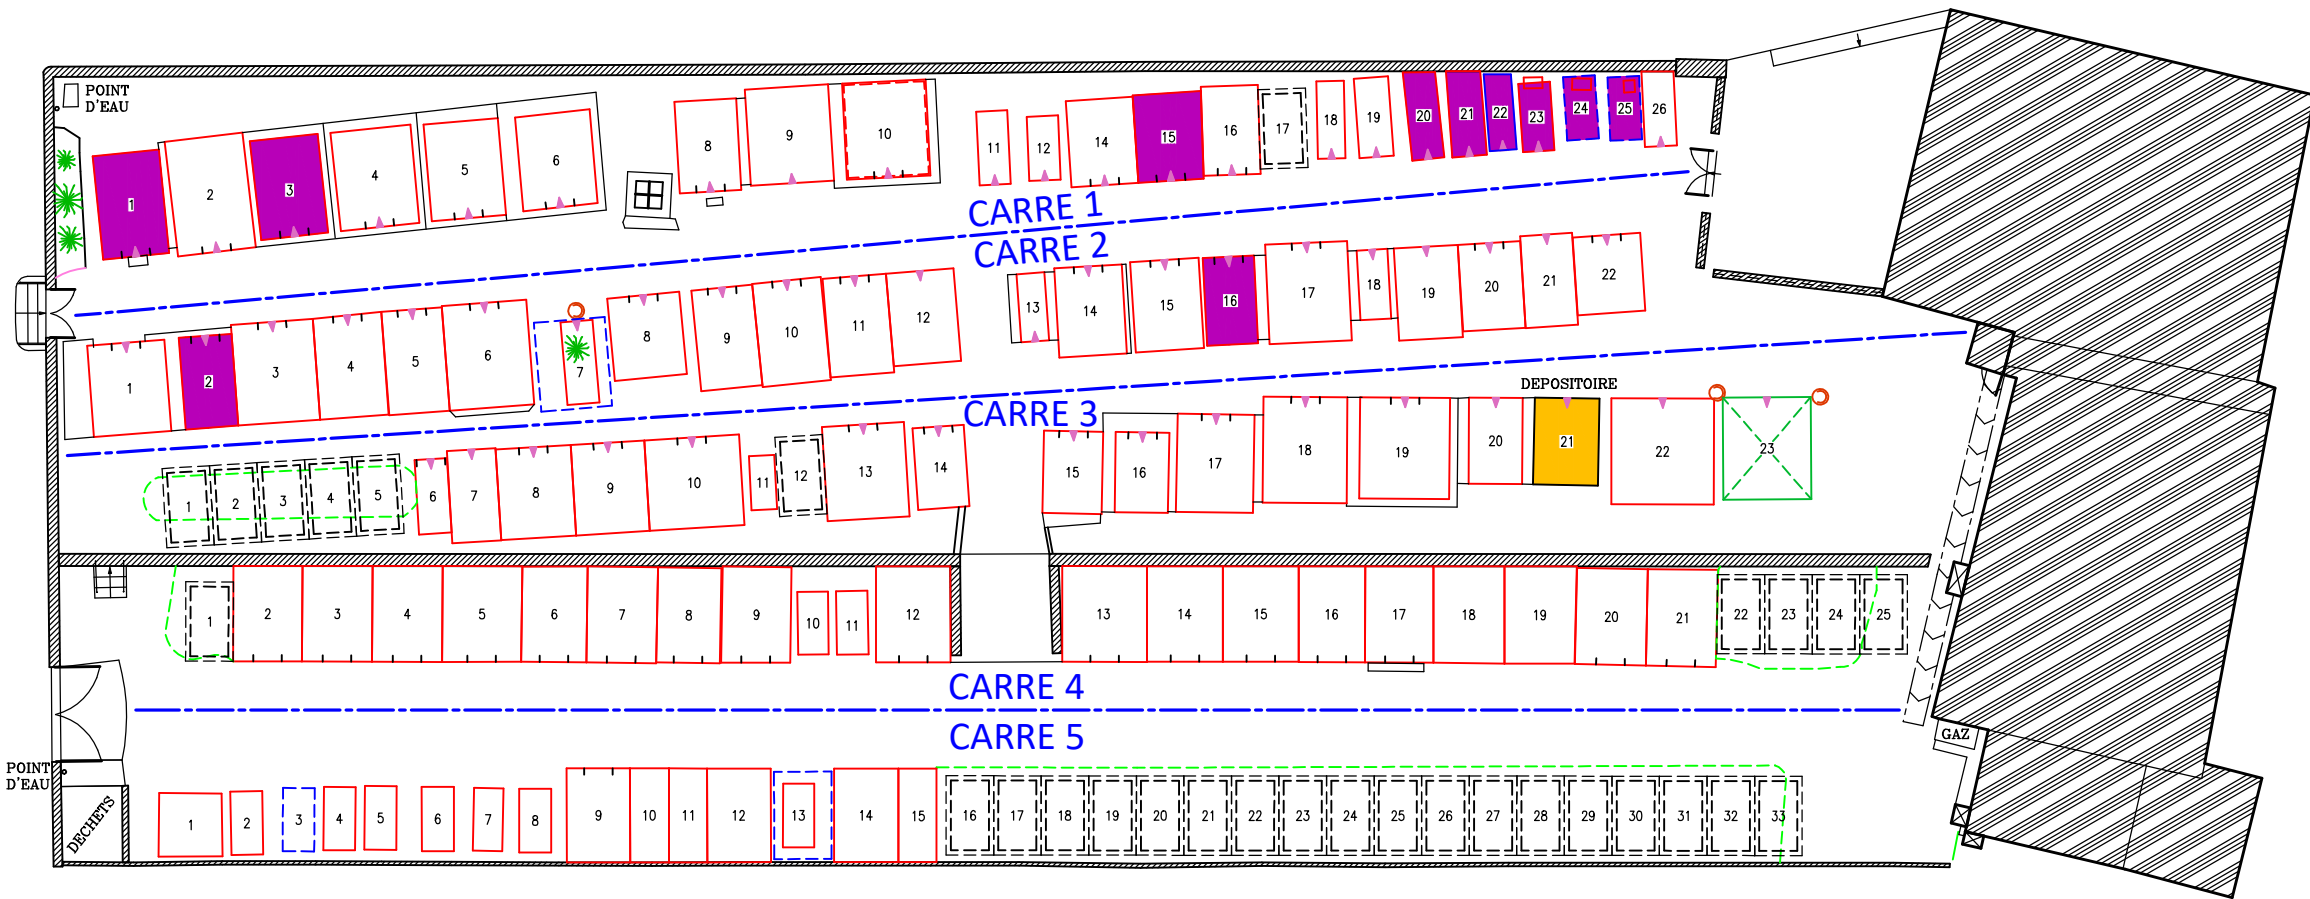 POINT
D'EAU
1 2 3 4 5 6 8 9 10 11 12 14 15 16 17 18 19 20 21 22 23 24 25 26
CARRE 1
CARRE 2
1 2 3 4 5 6 7 8 9 10 11 12 13 14 15 16 17 18 19 20 21 22
CARRE 3
DEPOSITOIRE
1 2 3 4 5 6 7 8 9 10 11 12 13 14 15 16 17 18 19 20 21 22 23
1 2 3 4 5 6 7 8 9 10 11 12 13 14 15 16 17 18 19 20 21 22 23 24 25
CARRE 4
CARRE 5
GAZ
POINT
D'EAU
DECHETS
1 2 3 4 5 6 7 8 9 10 11 12 13 14 15 16 17 18 19 20 21 22 23 24 25 26 27 28 29 30 31 32 33